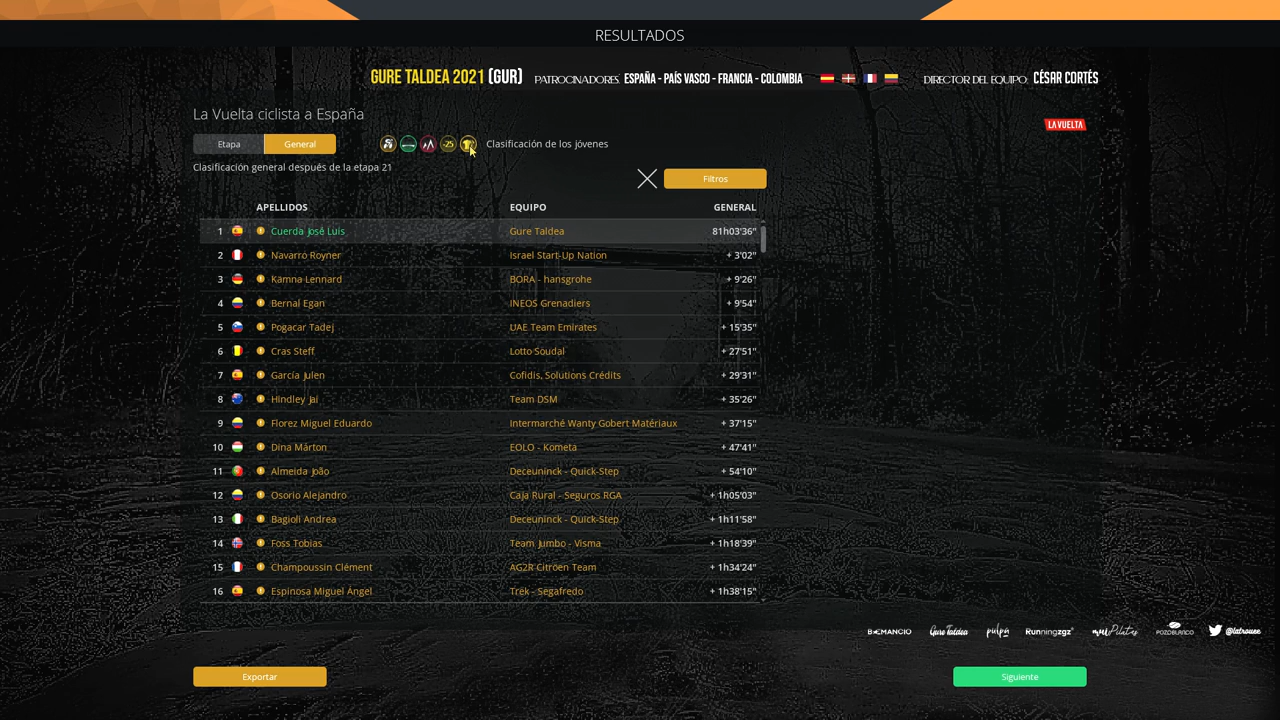 RESULTADOS
GURE TALDEA 2021 (GUR) PATROCINADORES ESPAÑA - PAÍS VASCO - FRANCIA - COLOMBIA DIRECTOR DEL EQUIPO: CÉSAR CORTÉS
La Vuelta ciclista a España
LA VUELTA
Etapa General -25 Clasificación de los jóvenes
Clasificación general después de la etapa 21
Filtros
APELLIDOS EQUIPO GENERAL
1 Cuerda José Luis Gure Taldea 81h03'36"
2 Navarro Royner Israel Start-Up Nation + 3'02"
3 Kämna Lennard BORA - hansgrohe + 9'26"
4 Bernal Egan INEOS Grenadiers + 9'54"
5 Pogacar Tadej UAE Team Emirates + 15'35"
6 Cras Steff Lotto Soudal + 27'51"
7 García Julen Cofidis, Solutions Crédits + 29'31"
8 Hindley Jai Team DSM + 35'26"
9 Florez Miguel Eduardo Intermarché Wanty Gobert Matériaux + 37'15"
10 Dina Márton EOLO - Kometa + 47'41"
11 Almeida João Deceuninck - Quick-Step + 54'10"
12 Osorio Alejandro Caja Rural - Seguros RGA + 1h05'03"
13 Bagioli Andrea Deceuninck - Quick-Step + 1h11'58"
14 Foss Tobias Team Jumbo - Visma + 1h18'39"
15 Champoussin Clément AG2R Citröen Team + 1h34'24"
16 Espinosa Miguel Ángel Trek - Segafredo + 1h38'15"
Gure Taldea pulpa Runningzgz Pilates POZOBLANCO @latrouee
Exportar Siguiente